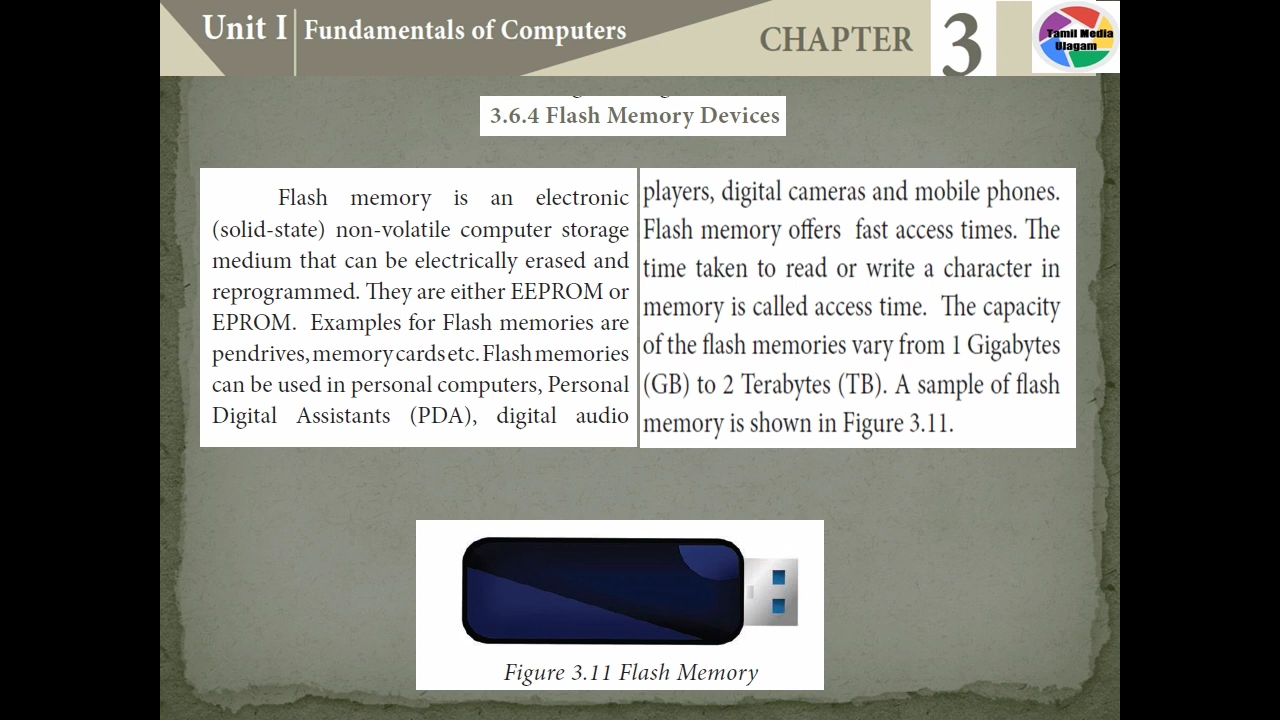 Unit I Fundamentals of Computers
CHAPTER 3
Tamil Media
Ulagam
3.6.4 Flash Memory Devices
Flash memory is an electronic
(solid-state) non-volatile computer storage
medium that can be electrically erased and
reprogrammed. They are either EEPROM or
EPROM. Examples for Flash memories are
pendrives, memory cards etc. Flash memories
can be used in personal computers, Personal
Digital Assistants (PDA), digital audio
players, digital cameras and mobile phones.
Flash memory offers fast access times. The
time taken to read or write a character in
memory is called access time. The capacity
of the flash memories vary from 1 Gigabytes
(GB) to 2 Terabytes (TB). A sample of flash
memory is shown in Figure 3.11.
Figure 3.11 Flash Memory